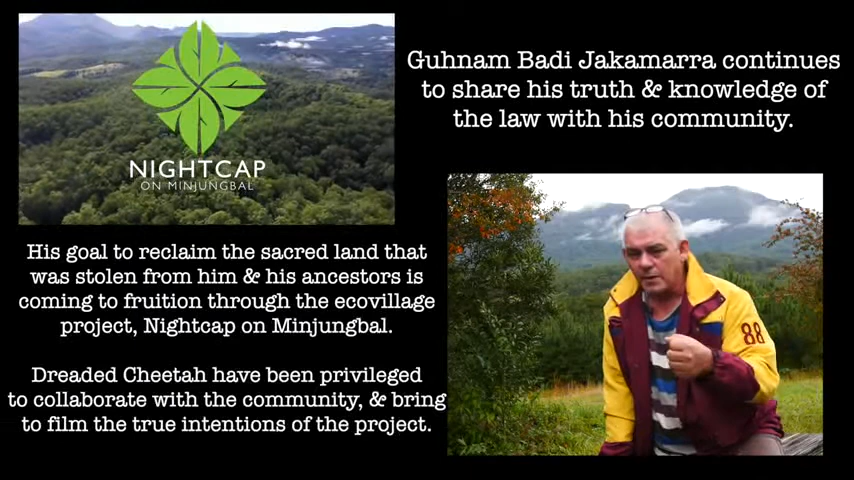 NIGHTCAP
ON MINJUNGBAL
Guhnam Badi Jakamarra continues
to share his truth & knowledge of
the law with his community.
His goal to reclaim the sacred land that
was stolen from him & his ancestors is
coming to fruition through the ecovillage
project, Nightcap on Minjungbal.
Dreaded Cheetah have been privileged
to collaborate with the community, & bring
to film the true intentions of the project.
88